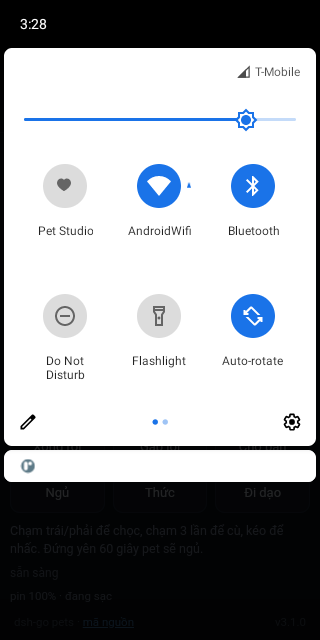 3:28
T-Mobile
Pet Studio
AndroidWifi
Bluetooth
Do Not
Disturb
Flashlight
Auto-rotate
Ngủ
Thức
Đi dạo
Chạm trái/phải để chọc, chạm 3 lần để cù, kéo để
nhấc. Đứng yên 60 giây pet sẽ ngủ.
sẵn sàng
pin 100% · đang sạc
mã nguồn
v3.1.0